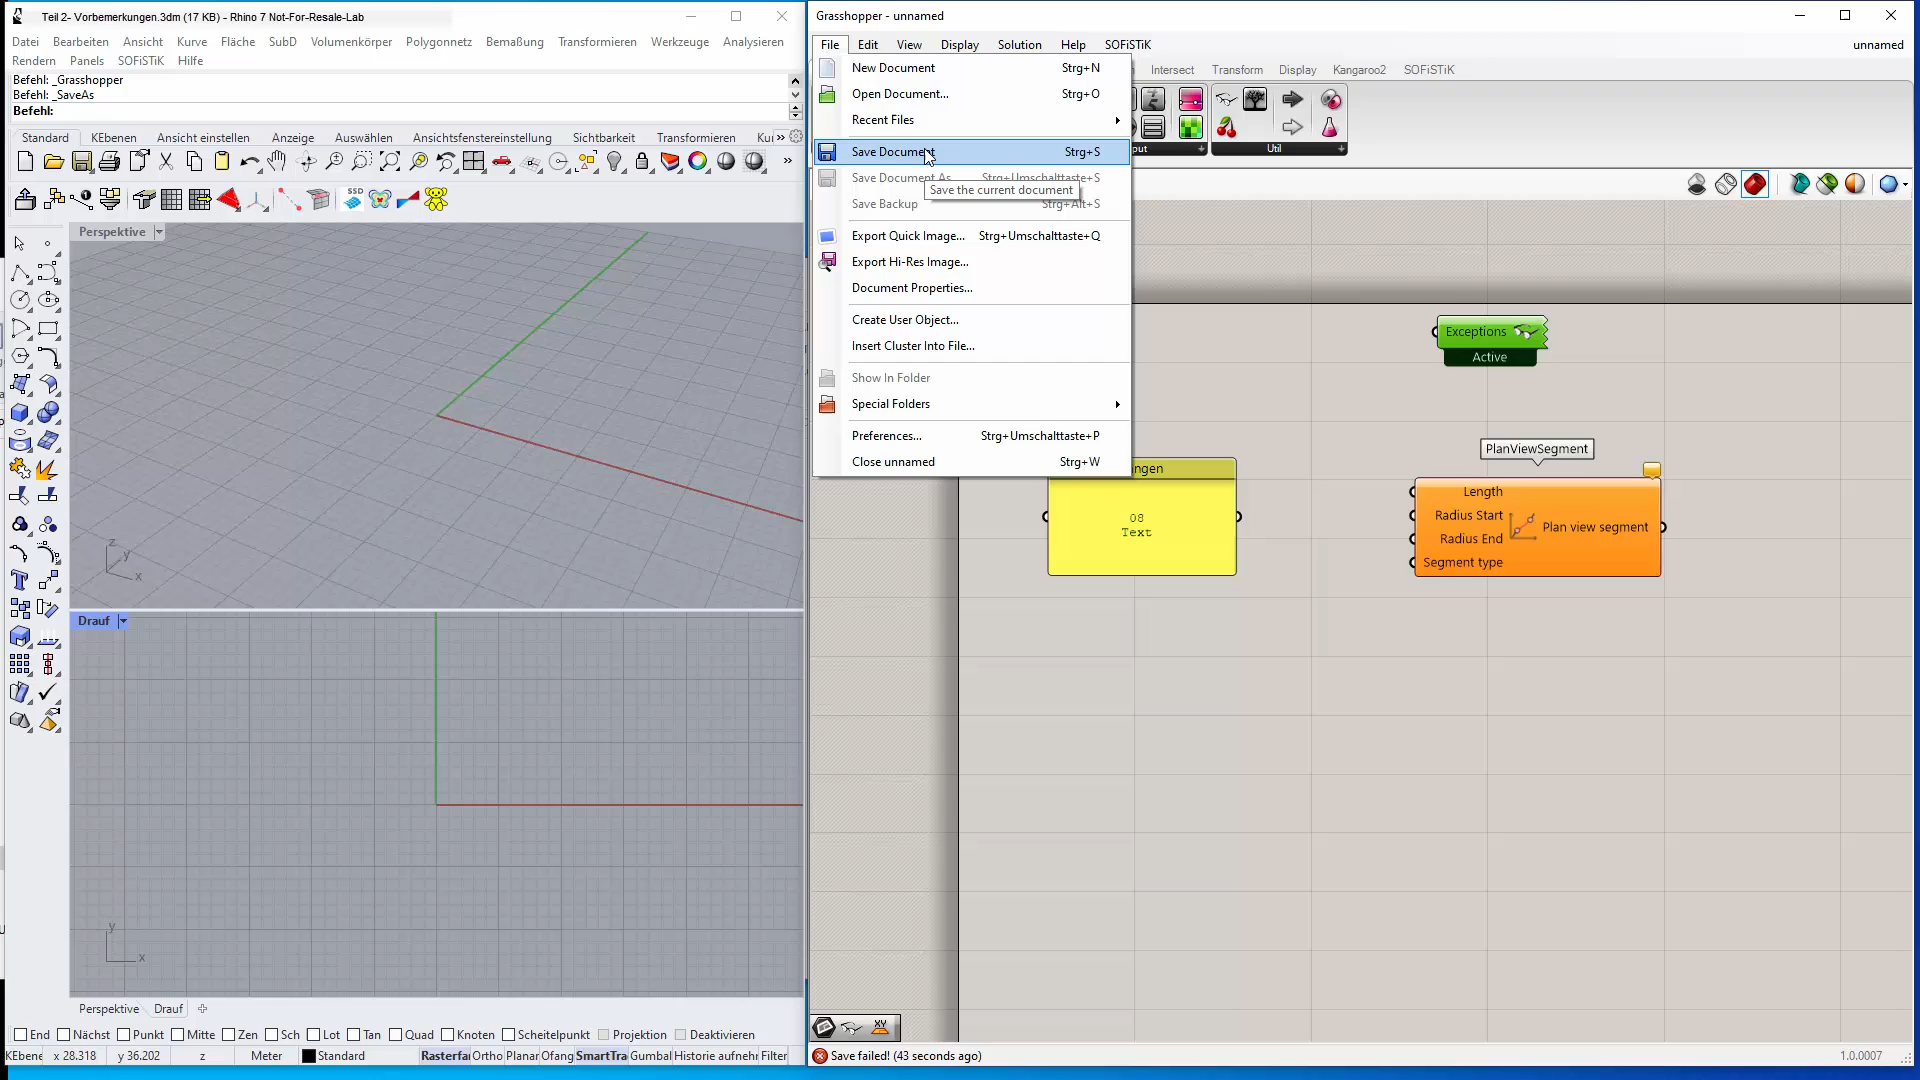 Teil 2- Vorbemerkungen.3dm (17 KB) - Rhino 7 Not-For-Resale-Lab
Datei Bearbeiten Ansicht Kurve Fläche SubD Volumenkörper Polygonnetz Bemaßung Transformieren Werkzeuge Analysieren
Rendern Panels SOFiSTiK Hilfe
Befehl: _Grasshopper
Befehl: _SaveAs
Befehl:
Standard KEbenen Ansicht einstellen Anzeige Auswählen Ansichtsfenstereinstellung Sichtbarkeit Transformieren
SSD
Perspektive
z
y
x
Drauf
y
x
Perspektive Drauf
End Nächst Punkt Mitte Zen Sch Lot Tan Quad Knoten Scheitelpunkt Projektion Deaktivieren
KEbene x 28.318 y 36.202 z Meter Standard Rasterfa Ortho Planar Ofang SmartTra Gumbal Historie aufnehr Filter
Grasshopper - unnamed
File Edit View Display Solution Help SOFiSTiK unnamed
Intersect Transform Display Kangaroo2 SOFiSTiK
Util
New Document Strg+N
Open Document... Strg+O
Recent Files
Save Document Strg+S
Save Document As Strg+Umschalttaste+S
Save the current document
Save Backup Strg+Alt+S
Export Quick Image... Strg+Umschalttaste+Q
Export Hi-Res Image...
Document Properties...
Create User Object...
Insert Cluster Into File...
Show In Folder
Special Folders
Preferences... Strg+Umschalttaste+P
Close unnamed Strg+W
Exceptions
Active
PlanViewSegment
Length
Radius Start
Radius End
Segment type
Plan view segment
08
Text
XY
Save failed! (43 seconds ago)
1.0.0007